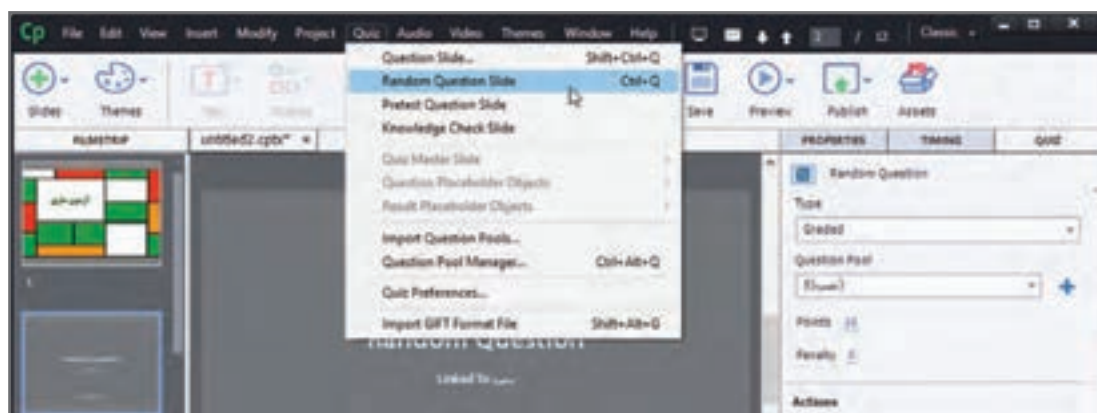 Cp File Edit View Insert Modify Project Quiz Audio Video Themes Window Help / 12 Classic
Slides Themes Save Preview Publish Assets
FILMSTRIP untitled2.cptx* × PROPERTIES TIMING QUIZ
Question Slide... Shift+Ctrl+Q
Random Question Slide Ctrl+Q
Pretest Question Slide
Knowledge Check Slide
Quiz Master Slide
Question Placeholder Objects
Result Placeholder Objects
Import Question Pools...
Question Pool Manager... Ctrl+Alt+Q
Quiz Preferences...
Import GIFT Format File Shift+Alt+G
Random Question
Linked To
1
Random Question
Type
Graded
Question Pool
Points
Penalty
Actions